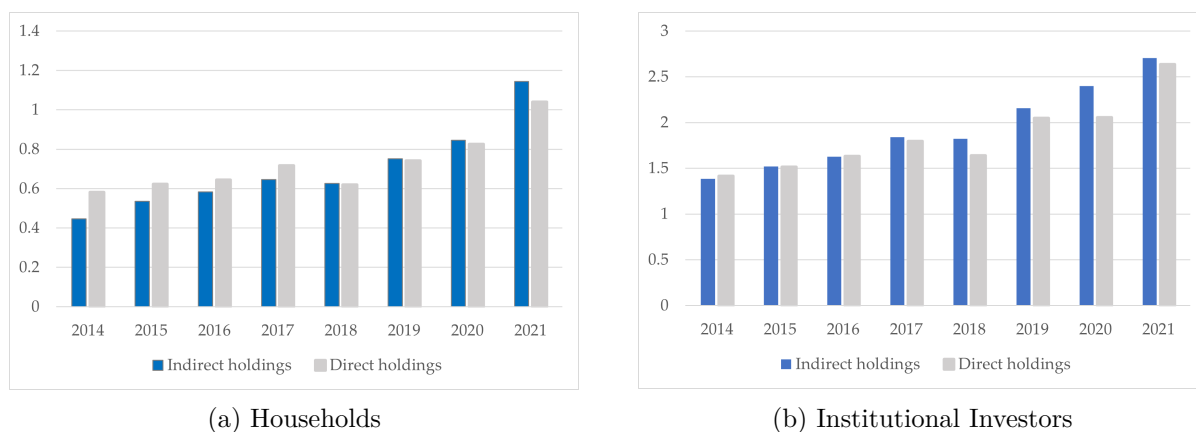 1.4
1.2
1
0.8
0.6
0.4
0.2
0
2014 2015 2016 2017 2018 2019 2020 2021
Indirect holdings Direct holdings
(a) Households
3
2.5
2
1.5
1
0.5
0
2014 2015 2016 2017 2018 2019 2020 2021
Indirect holdings Direct holdings
(b) Institutional Investors